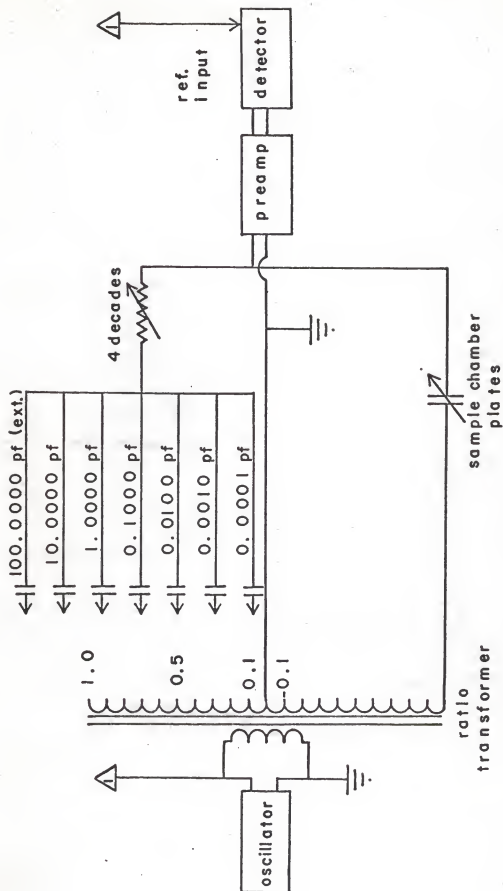 100.0000 pf (ext.)
10.0000 pf
1.0000 pf
0.1000 pf
0.0100 pf
0.0010 pf
0.0001 pf
4 decades
ref.
input
detector
preamp
1.0
0.5
0.1
-0.1
ratio
transformer
oscillator
sample chamber
plates
1
1